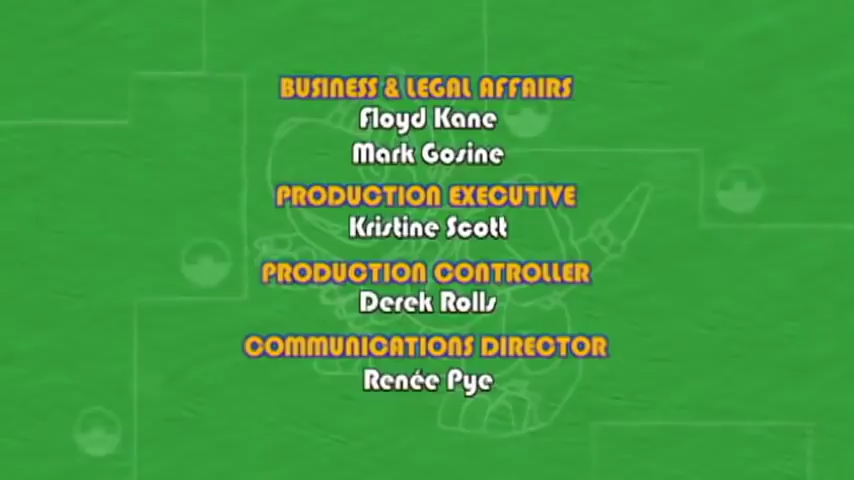 BUSINESS & LEGAL AFFAIRS
Floyd Kane
Mark Gosine
PRODUCTION EXECUTIVE
Kristine Scott
PRODUCTION CONTROLLER
Derek Rolls
COMMUNICATIONS DIRECTOR
Renée Pye